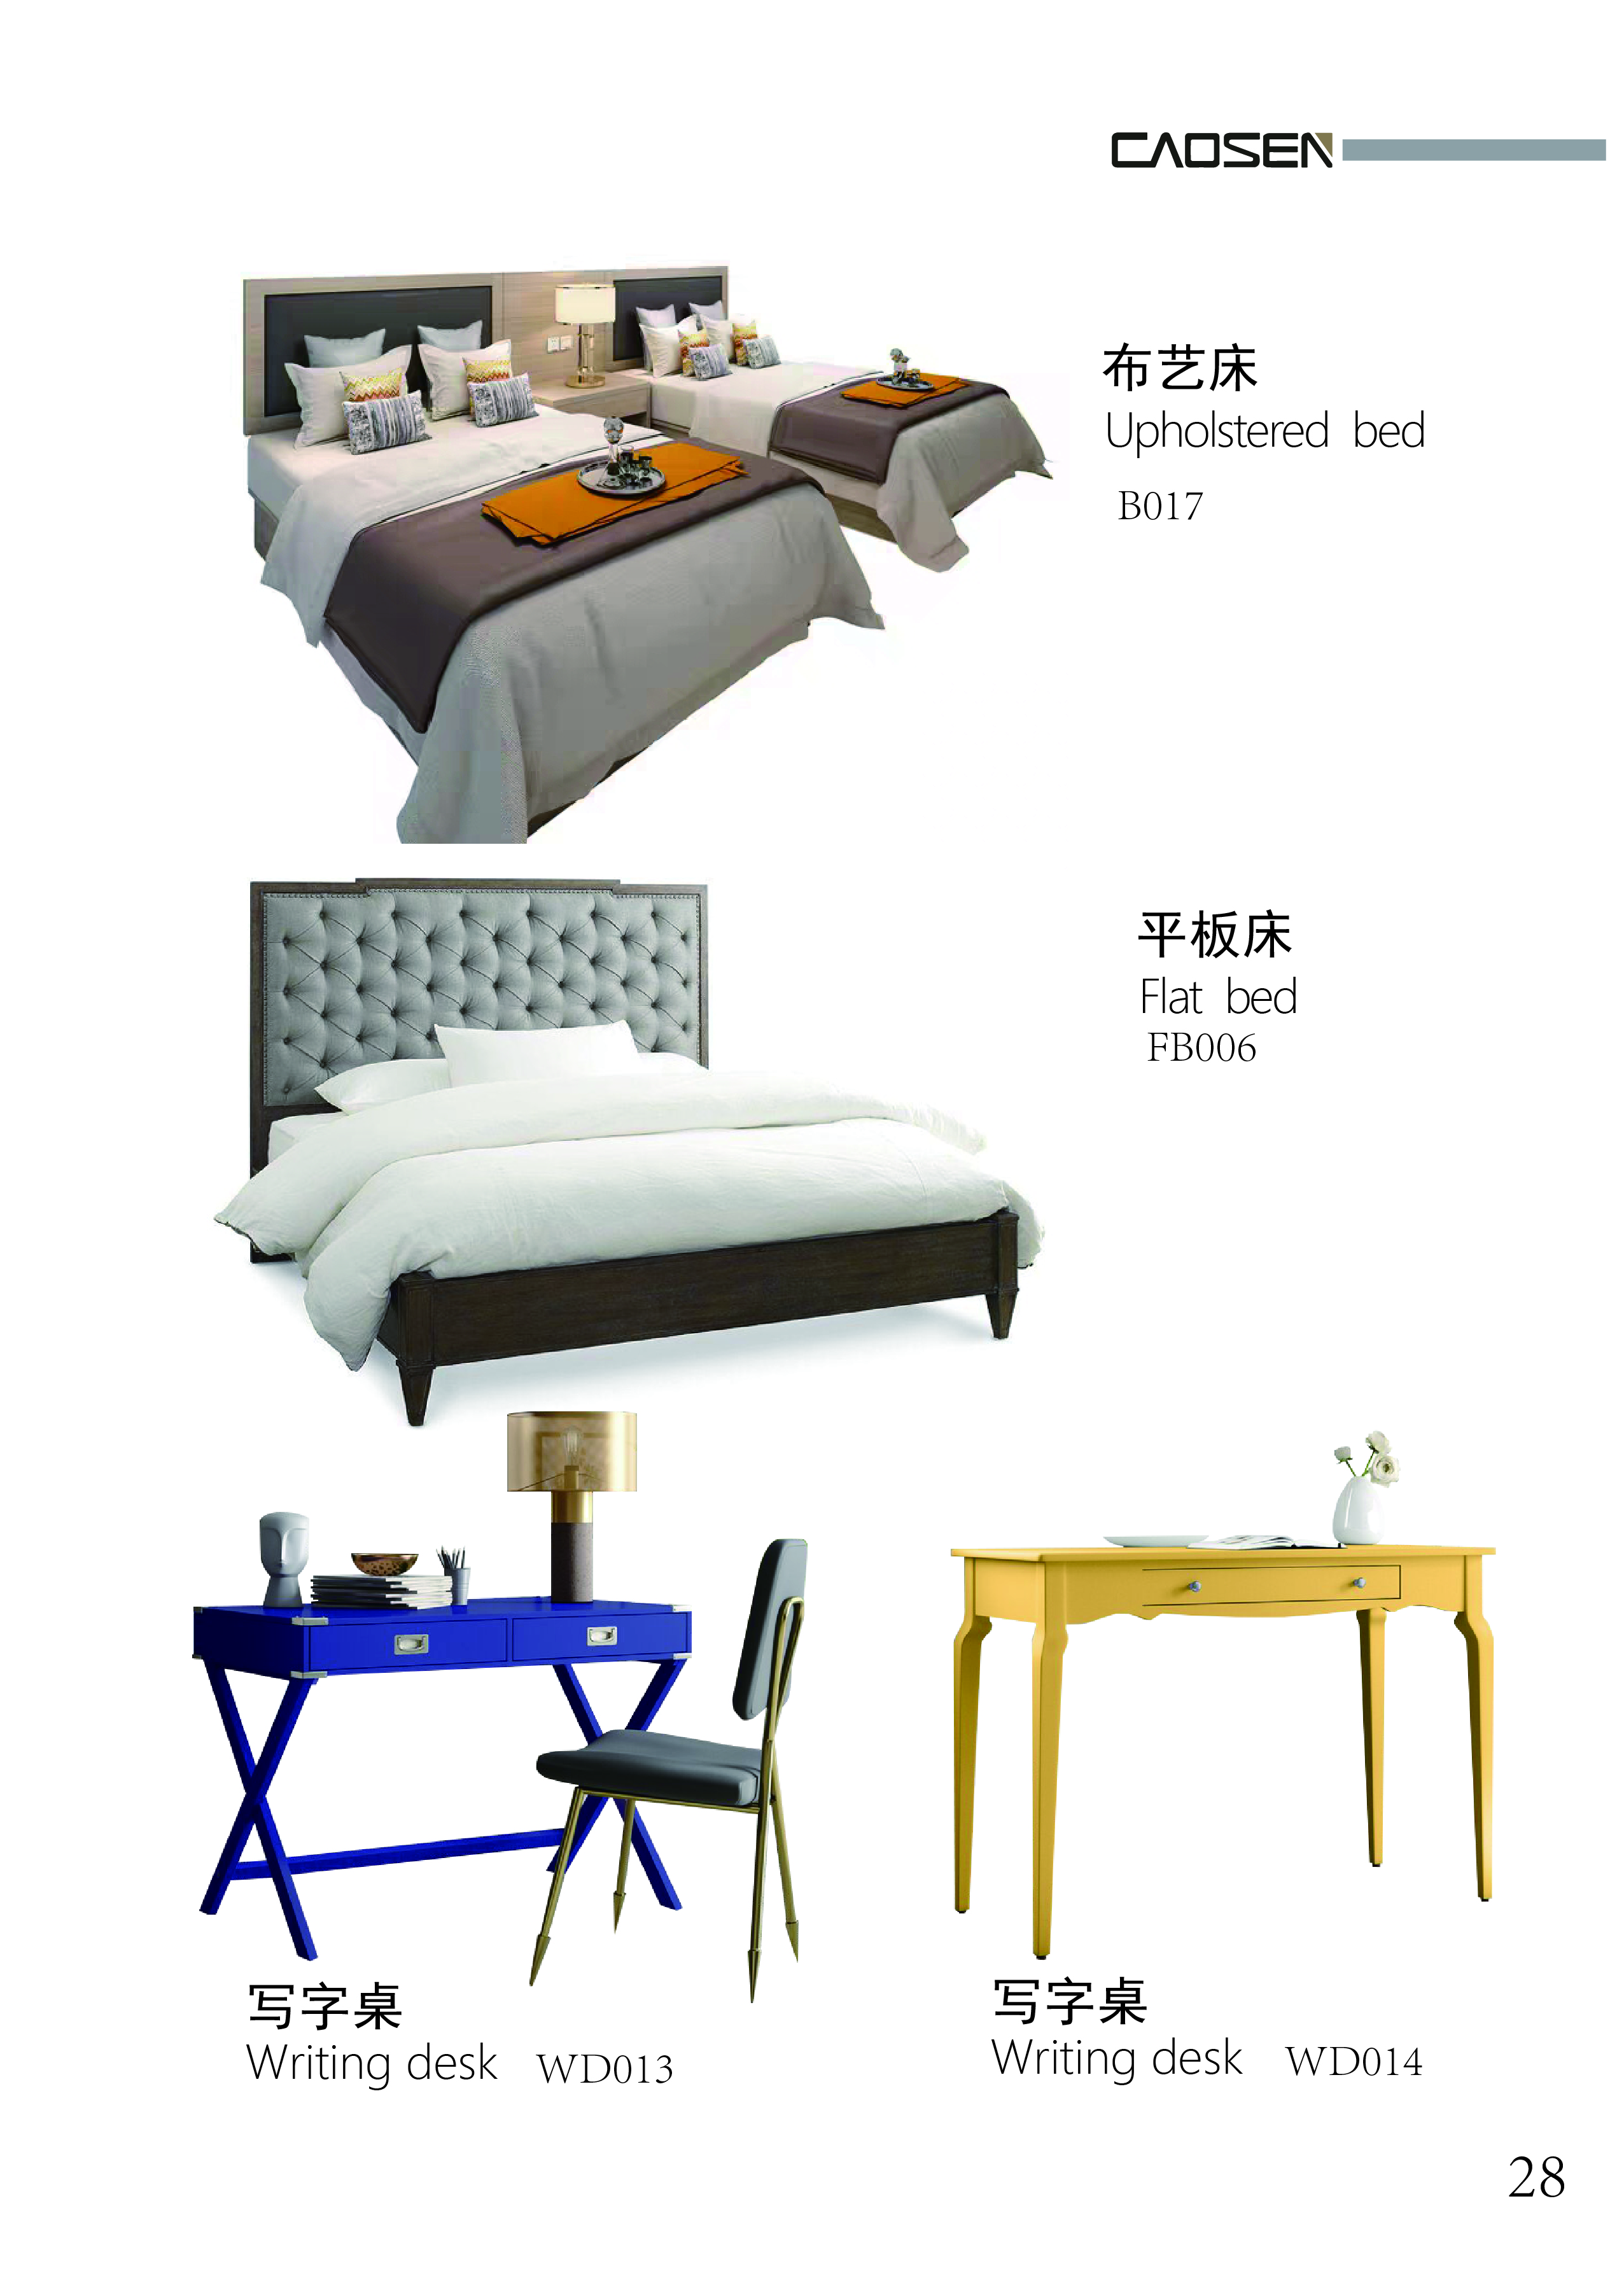 CAOSEN
布艺床
Upholstered bed
B017
平板床
Flat bed
FB006
写字桌
Writing desk WD013
写字桌
Writing desk WD014
28